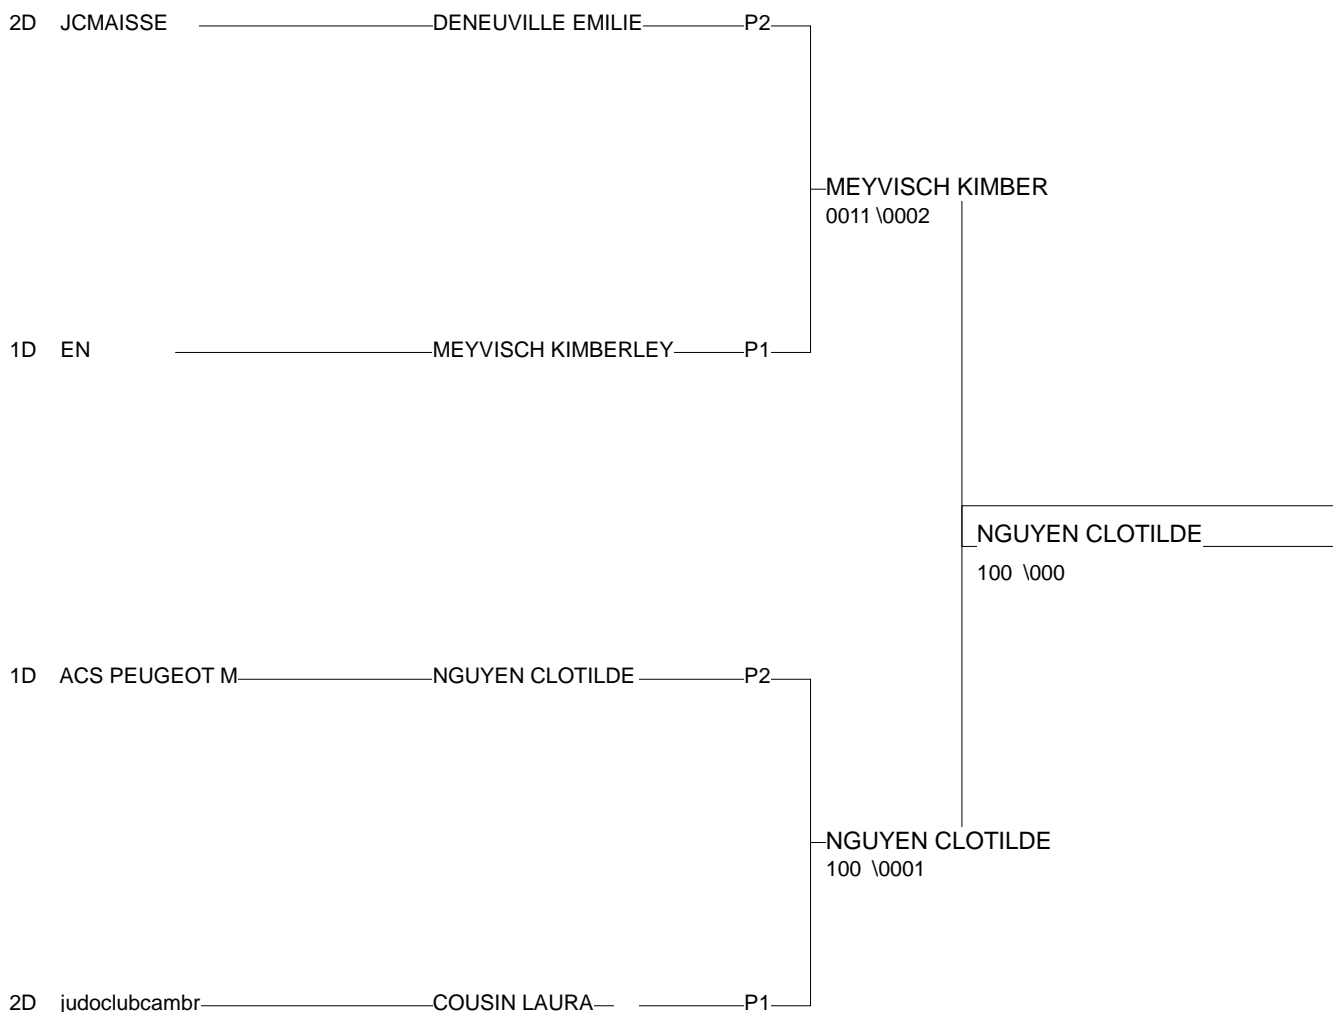 2D JCMAISSE DENEUVILLE EMILIE P2
MEYVISCH KIMBER
0011 \0002
1D EN MEYVISCH KIMBERLEY P1
NGUYEN CLOTILDE
100 \000
1D ACS PEUGEOT M NGUYEN CLOTILDE P2
NGUYEN CLOTILDE
100 \0001
2D judoclubcambr COUSIN LAURA P1